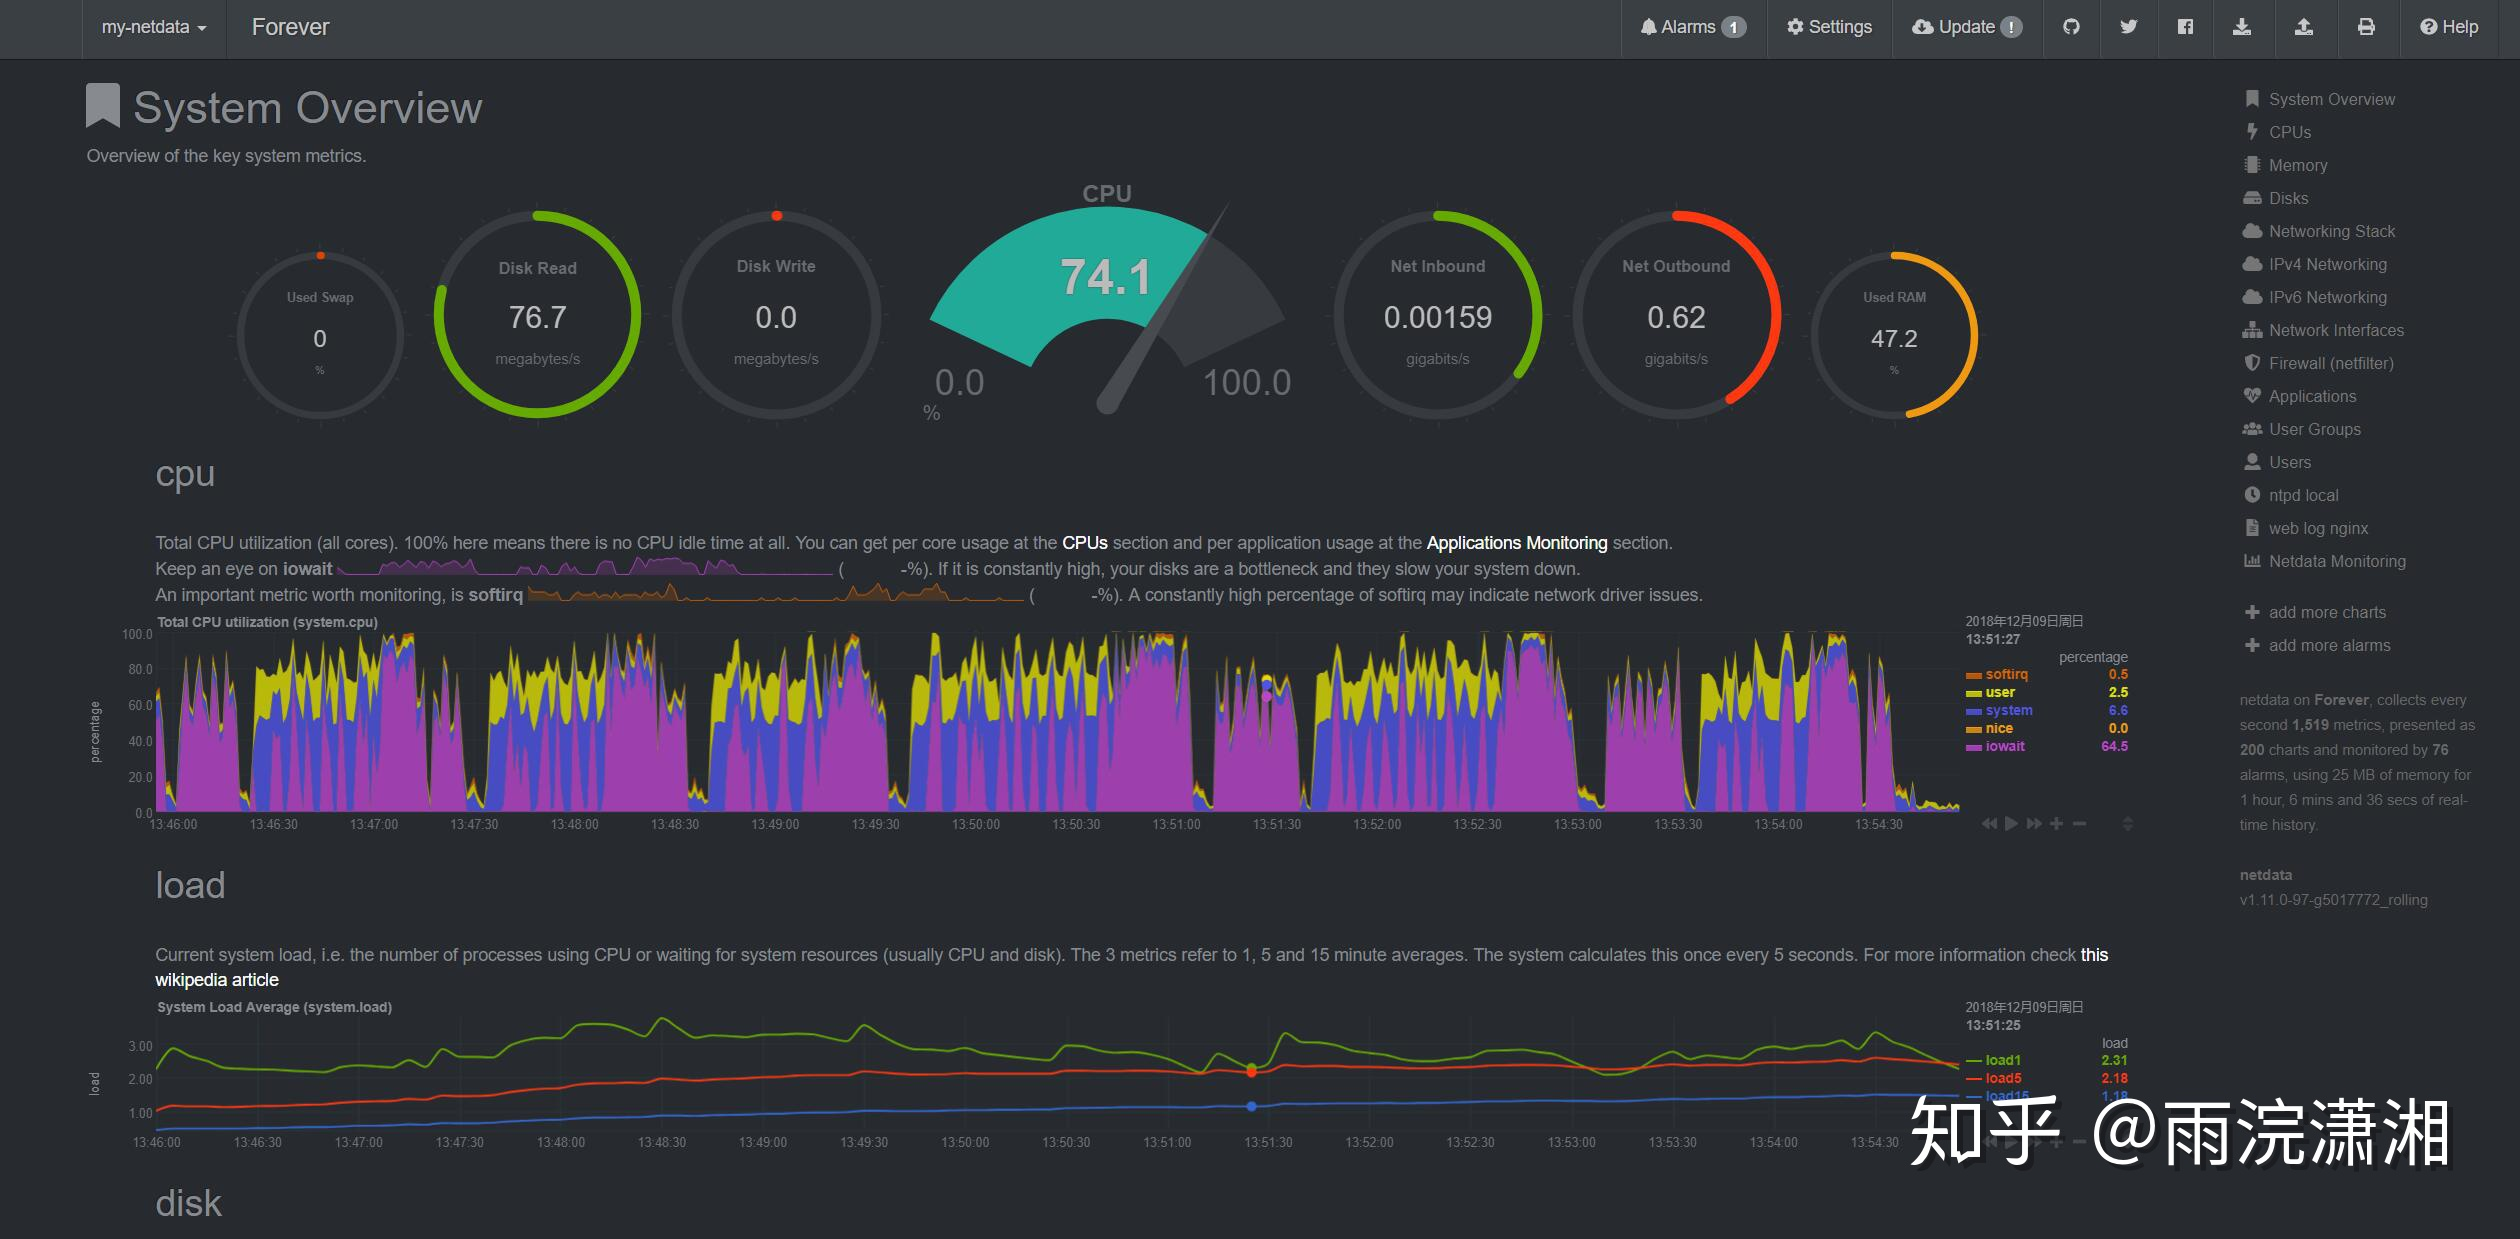 my-netdata
Forever
Alarms 1
Settings
Update !
Help
System Overview
Overview of the key system metrics.
Used Swap
0
%
Disk Read
76.7
megabytes/s
Disk Write
0.0
megabytes/s
CPU
74.1
0.0
100.0
%
Net Inbound
0.00159
gigabits/s
Net Outbound
0.62
gigabits/s
Used RAM
47.2
%
cpu
Total CPU utilization (all cores). 100% here means there is no CPU idle time at all. You can get per core usage at the CPUs section and per application usage at the Applications Monitoring section.
Keep an eye on iowait ( -%). If it is constantly high, your disks are a bottleneck and they slow your system down.
An important metric worth monitoring, is softirq ( -%). A constantly high percentage of softirq may indicate network driver issues.
Total CPU utilization (system.cpu)
percentage
100.0
80.0
60.0
40.0
20.0
0.0
13:46:00 13:46:30 13:47:00 13:47:30 13:48:00 13:48:30 13:49:00 13:49:30 13:50:00 13:50:30 13:51:00 13:51:30 13:52:00 13:52:30 13:53:00 13:53:30 13:54:00 13:54:30
2018年12月09日周日
13:51:27
percentage
softirq 0.5
user 2.5
system 6.6
nice 0.0
iowait 64.5
load
Current system load, i.e. the number of processes using CPU or waiting for system resources (usually CPU and disk). The 3 metrics refer to 1, 5 and 15 minute averages. The system calculates this once every 5 seconds. For more information check this
wikipedia article
System Load Average (system.load)
load
3.00
2.00
1.00
13:46:00 13:46:30 13:47:00 13:47:30 13:48:00 13:48:30 13:49:00 13:49:30 13:50:00 13:50:30 13:51:00 13:51:30 13:52:00 13:52:30 13:53:00 13:53:30 13:54:00 13:54:30
2018年12月09日周日
13:51:25
load
load1 2.31
load5 2.18
load15 1.18
disk
System Overview
CPUs
Memory
Disks
Networking Stack
IPv4 Networking
IPv6 Networking
Network Interfaces
Firewall (netfilter)
Applications
User Groups
Users
ntpd local
web log nginx
Netdata Monitoring
add more charts
add more alarms
netdata on Forever, collects every
second 1,519 metrics, presented as
200 charts and monitored by 76
alarms, using 25 MB of memory for
1 hour, 6 mins and 36 secs of real-
time history.
netdata
v1.11.0-97-g5017772_rolling
知乎 @雨浣潇湘